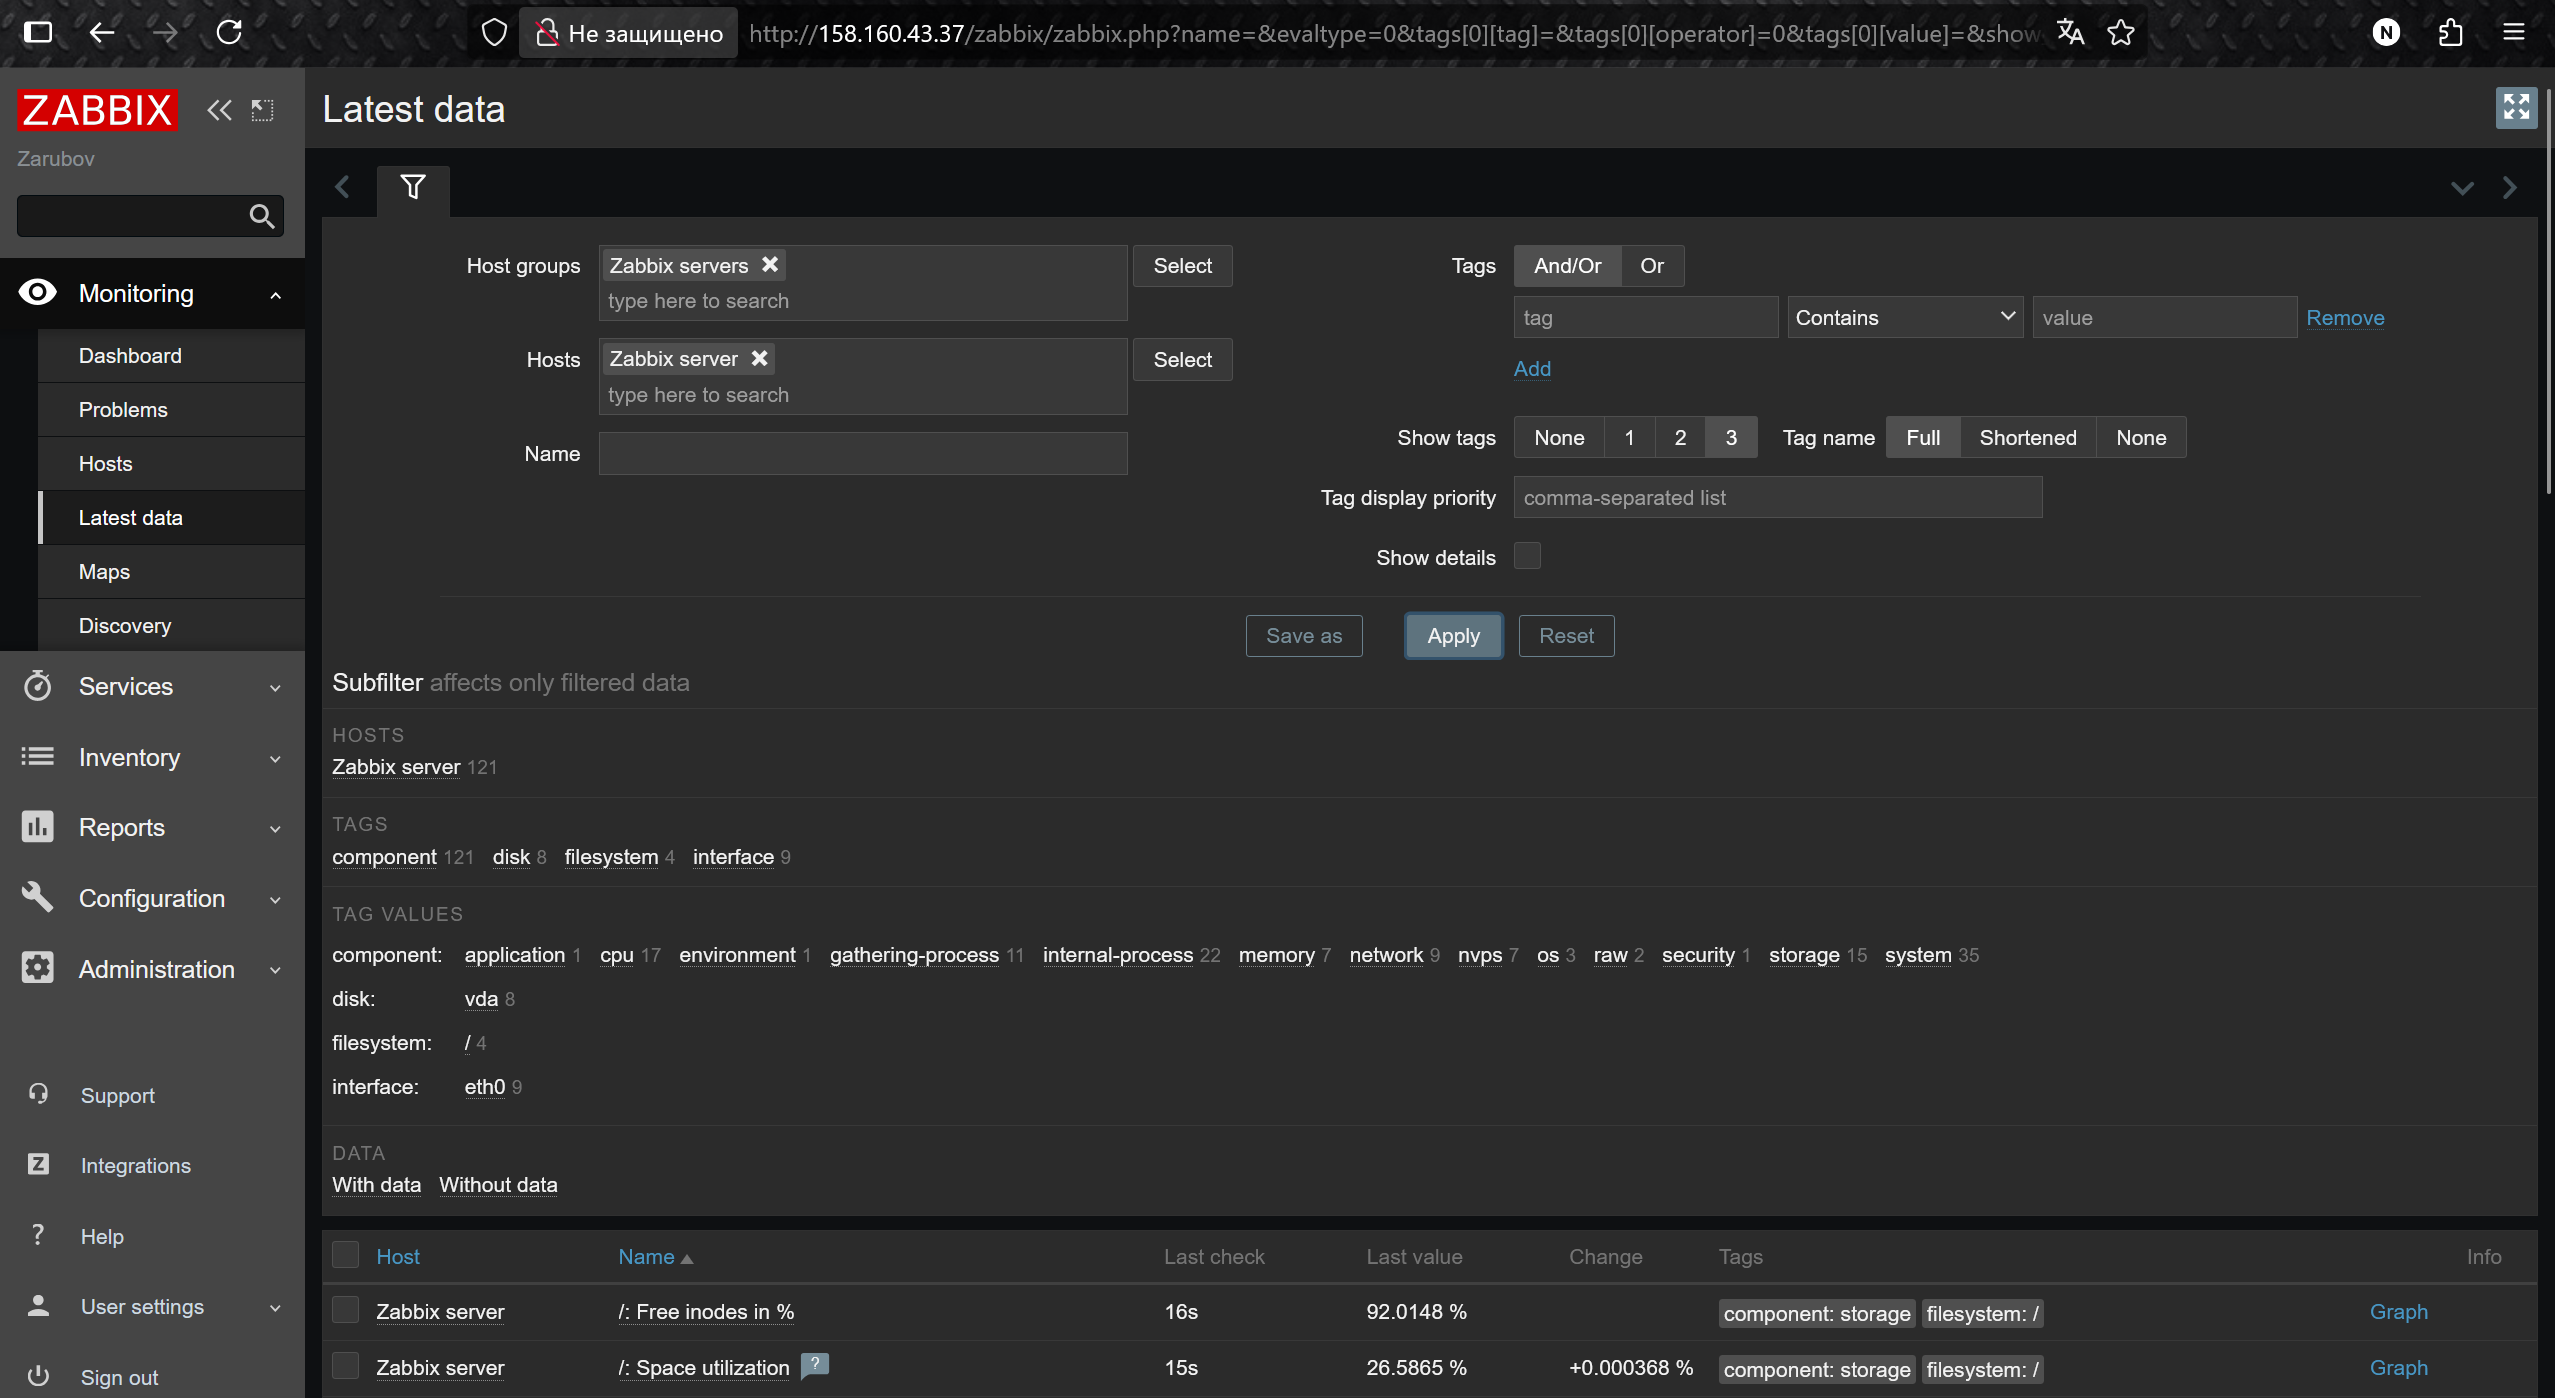 Не защищено
http://158.160.43.37/zabbix/zabbix.php?name=&evaltype=0&tags[0][tag]=&tags[0][operator]=0&tags[0][value]=&show
N
ZABBIX
Zarubov
Monitoring
Dashboard
Problems
Hosts
Latest data
Maps
Discovery
Services
Inventory
Reports
Configuration
Administration
Support
Z Integrations
? Help
User settings
Sign out
Latest data
Host groups Zabbix servers Select
type here to search
Hosts Zabbix server Select
type here to search
Name
Tags And/Or Or
tag Contains value Remove
Add
Show tags None 1 2 3 Tag name Full Shortened None
Tag display priority comma-separated list
Show details
Save as Apply Reset
Subfilter affects only filtered data
HOSTS
Zabbix server 121
TAGS
component 121 disk 8 filesystem 4 interface 9
TAG VALUES
component: application 1 cpu 17 environment 1 gathering-process 11 internal-process 22 memory 7 network 9 nvps 7 os 3 raw 2 security 1 storage 15 system 35
disk: vda 8
filesystem: / 4
interface: eth0 9
DATA
With data Without data
Host Name Last check Last value Change Tags Info
Zabbix server /: Free inodes in % 16s 92.0148 % component: storage filesystem: / Graph
Zabbix server /: Space utilization ? 15s 26.5865 % +0.000368 % component: storage filesystem: / Graph